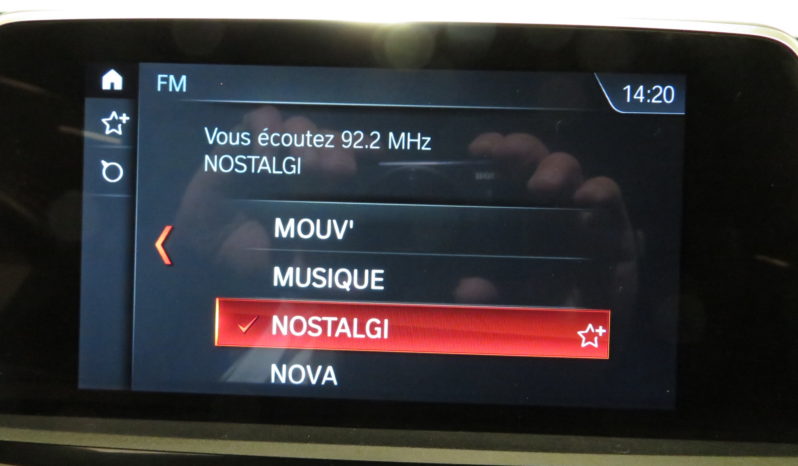 FM
14:20
Vous écoutez 92.2 MHz
NOSTALGI
MOUV'
MUSIQUE
NOSTALGI
NOVA